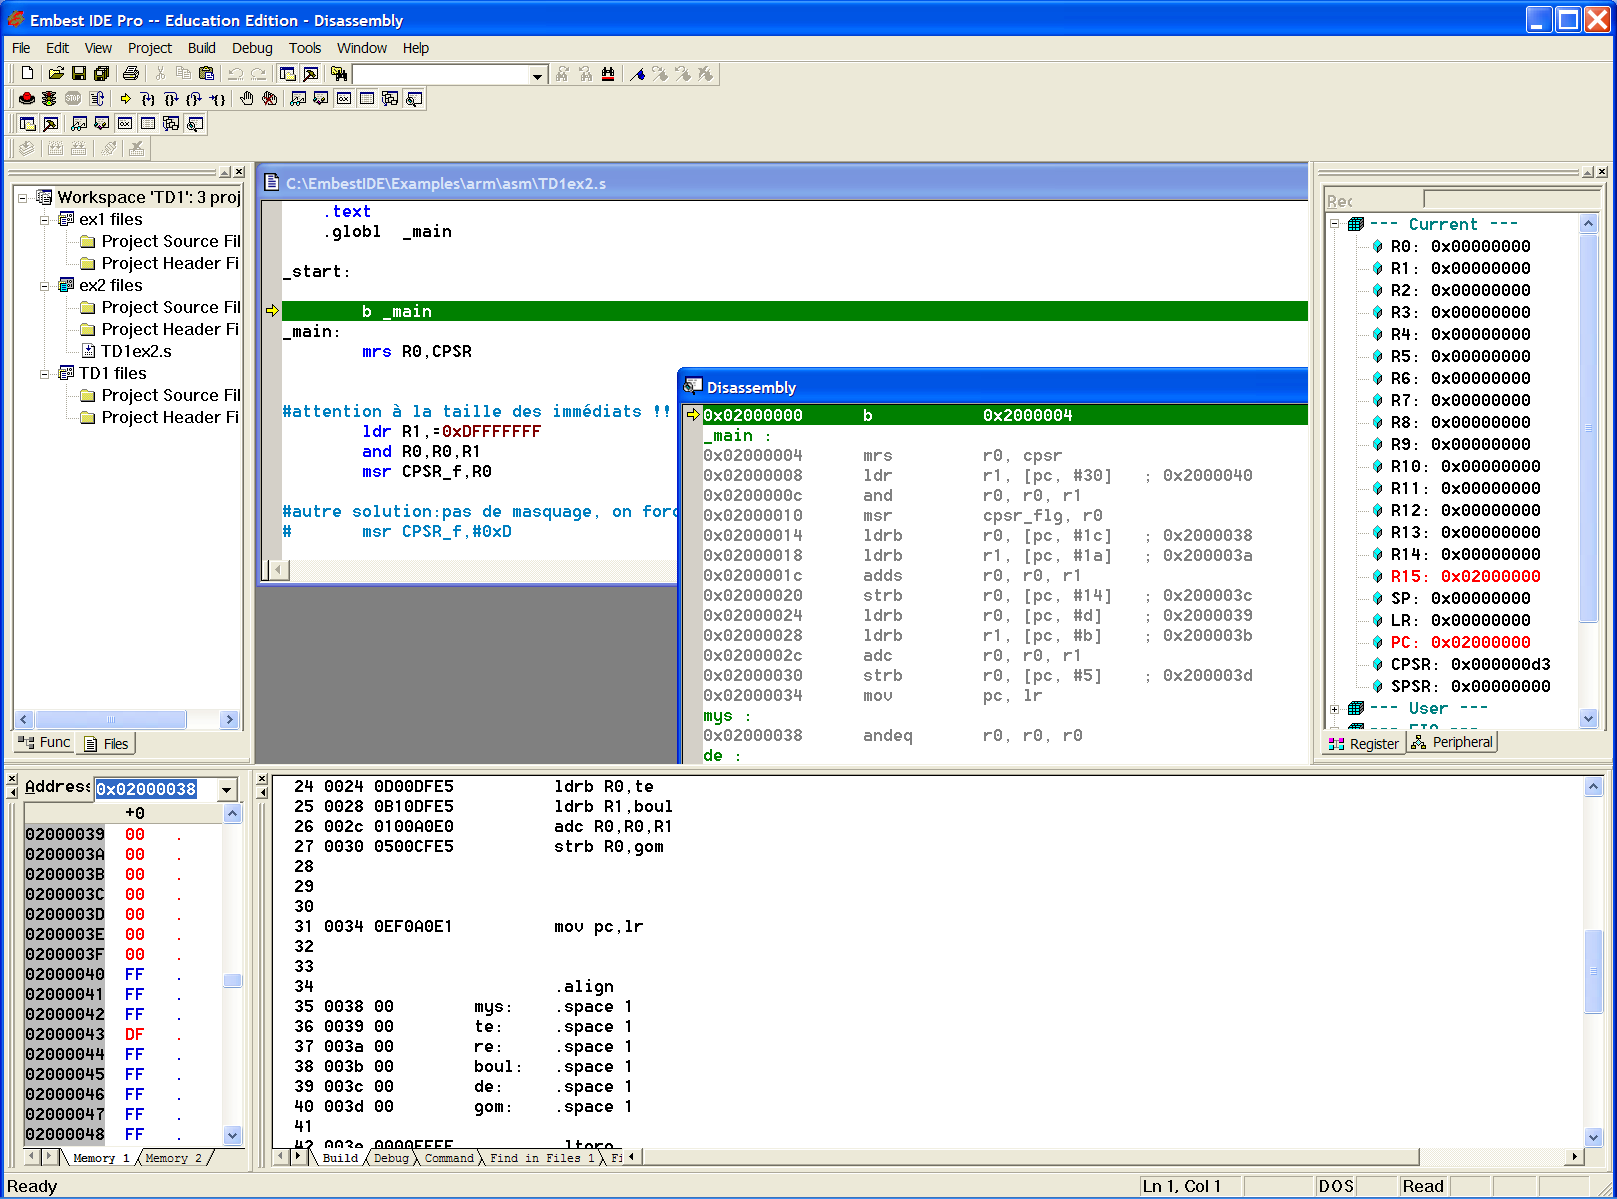 Embest IDE Pro -- Education Edition - Disassembly
File Edit View Project Build Debug Tools Window Help
Workspace 'TD1': 3 proj
ex1 files
Project Source Fil
Project Header Fi
ex2 files
Project Source Fil
Project Header Fi
TD1ex2.s
TD1 files
Project Source Fil
Project Header Fi
Func Files
C:\EmbestIDE\Examples\arm\asm\TD1ex2.s
.text
.globl _main
_start:
b _main
_main:
mrs R0,CPSR
#attention à la taille des immédiats !!
ldr R1,=0xDFFFFFFF
and R0,R0,R1
msr CPSR_f,R0
#autre solution:pas de masquage, on forc
# msr CPSR_f,#0xD
Disassembly
0x02000000 b 0x2000004
_main :
0x02000004 mrs r0, cpsr
0x02000008 ldr r1, [pc, #30] ; 0x2000040
0x0200000c and r0, r0, r1
0x02000010 msr cpsr_flg, r0
0x02000014 ldrb r0, [pc, #1c] ; 0x2000038
0x02000018 ldrb r1, [pc, #1a] ; 0x200003a
0x0200001c adds r0, r0, r1
0x02000020 strb r0, [pc, #14] ; 0x200003c
0x02000024 ldrb r0, [pc, #d] ; 0x2000039
0x02000028 ldrb r1, [pc, #b] ; 0x200003b
0x0200002c adc r0, r0, r1
0x02000030 strb r0, [pc, #5] ; 0x200003d
0x02000034 mov pc, lr
mys :
0x02000038 andeq r0, r0, r0
de :
Rec
--- Current ---
R0: 0x00000000
R1: 0x00000000
R2: 0x00000000
R3: 0x00000000
R4: 0x00000000
R5: 0x00000000
R6: 0x00000000
R7: 0x00000000
R8: 0x00000000
R9: 0x00000000
R10: 0x00000000
R11: 0x00000000
R12: 0x00000000
R13: 0x00000000
R14: 0x00000000
R15: 0x02000000
SP: 0x00000000
LR: 0x00000000
PC: 0x02000000
CPSR: 0x000000d3
SPSR: 0x00000000
--- User ---
--- FIQ ---
Register Peripheral
Address 0x02000038
+0
02000039 00 .
0200003A 00 .
0200003B 00 .
0200003C 00 .
0200003D 00 .
0200003E 00 .
0200003F 00 .
02000040 FF .
02000041 FF .
02000042 FF .
02000043 DF .
02000044 FF .
02000045 FF .
02000046 FF .
02000047 FF .
02000048 FF .
Memory 1 Memory 2
24 0024 0D00DFE5 ldrb R0,te
25 0028 0B10DFE5 ldrb R1,boul
26 002c 0100A0E0 adc R0,R0,R1
27 0030 0500CFE5 strb R0,gom
28
29
30
31 0034 0EF0A0E1 mov pc,lr
32
33
34 .align
35 0038 00 mys: .space 1
36 0039 00 te: .space 1
37 003a 00 re: .space 1
38 003b 00 boul: .space 1
39 003c 00 de: .space 1
40 003d 00 gom: .space 1
41
42 003e 0000FFFF .ltorg
Build Debug Command Find in Files 1 Fi
Ready Ln 1, Col 1 DOS Read